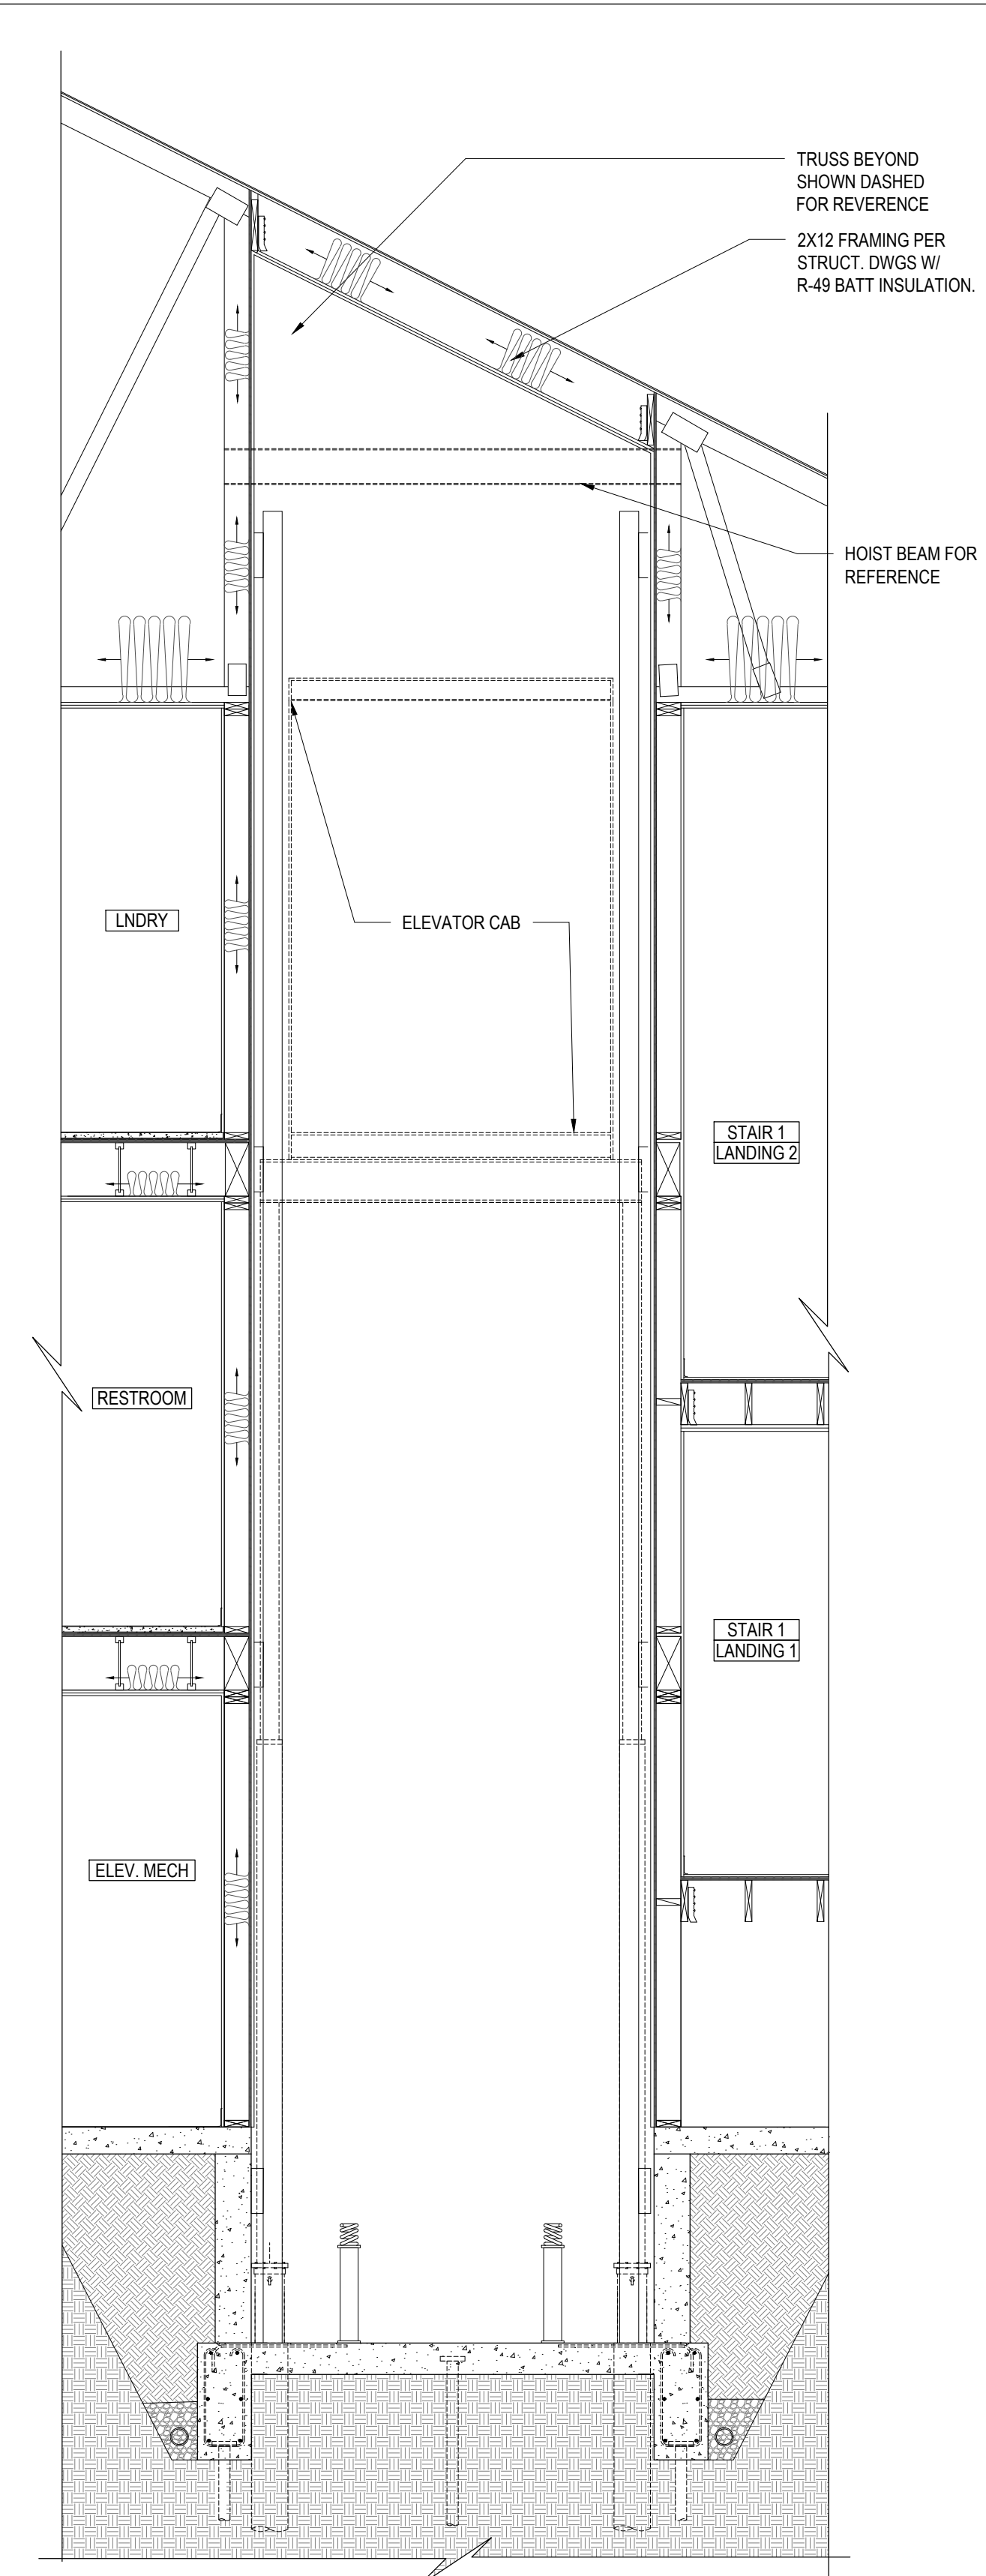 TRUSS BEYOND
SHOWN DASHED
FOR REVERENCE
2X12 FRAMING PER
STRUCT. DWGS W/
R-49 BATT INSULATION.
HOIST BEAM FOR
REFERENCE
LNDRY
ELEVATOR CAB
STAIR 1
LANDING 2
RESTROOM
STAIR 1
LANDING 1
ELEV. MECH